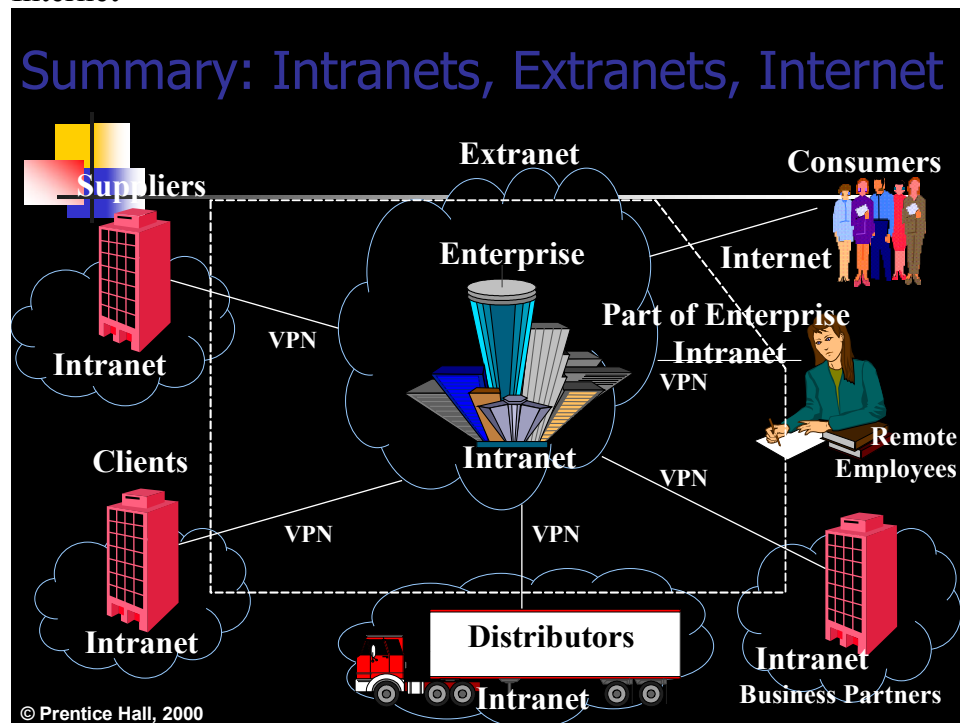 Internet
Summary: Intranets, Extranets, Internet
Extranet
Consumers
Suppliers
Enterprise
Internet
Part of Enterprise
Intranet
VPN
VPN
Intranet
Remote
Employees
Clients
Intranet
VPN
VPN
VPN
Intranet
Distributors
Intranet
Intranet
Business Partners
© Prentice Hall, 2000